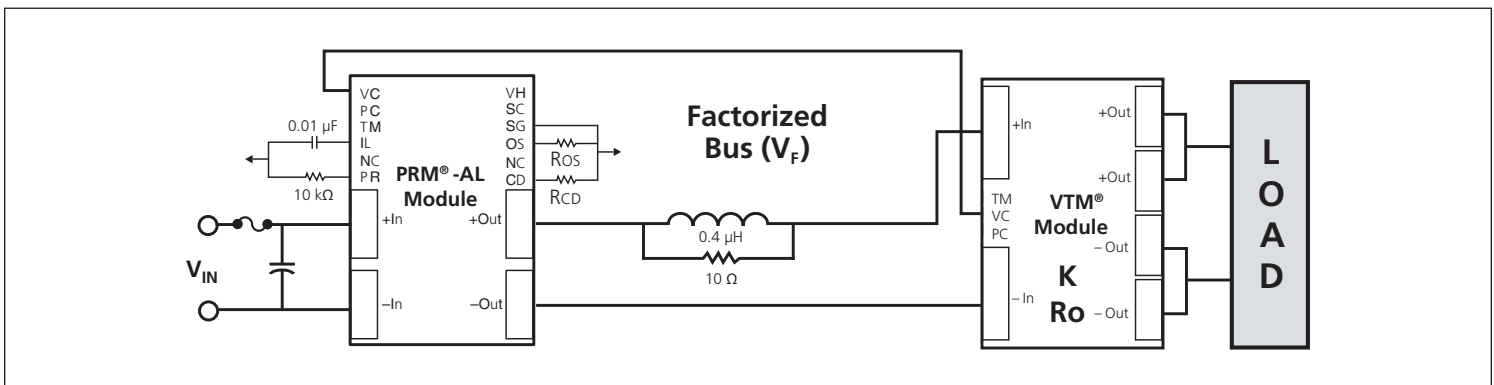 VC
PC
TM
IL
NC
PR
0.01 µF
10 kΩ
VH
SC
SG
OS
NC
CD
ROS
RCD
PRM® -AL
Module
+In
–In
+Out
–Out
VIN
Factorized
Bus (VF)
0.4 µH
10 Ω
+In
TM
VC
PC
– In
VTM®
Module
K
Ro
+Out
+Out
– Out
– Out
L
O
A
D